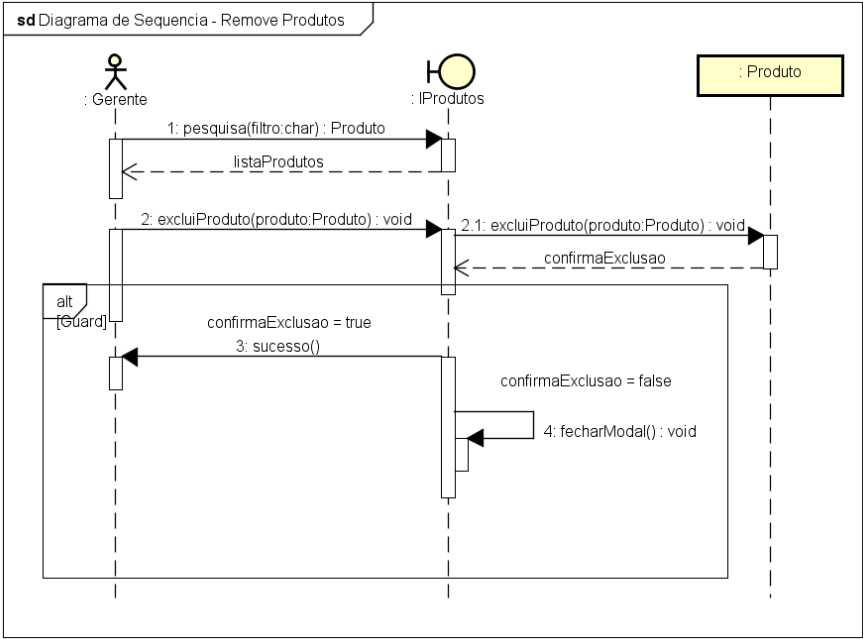 sd Diagrama de Sequencia - Remove Produtos
: Gerente
: IProdutos
: Produto
1: pesquisa(filtro:char) : Produto
listaProdutos
2: excluiProduto(produto:Produto) : void
2.1: excluiProduto(produto:Produto) : void
confirmaExclusao
alt
[Guard]
confirmaExclusao = true
3: sucesso()
confirmaExclusao = false
4: fecharModal() : void